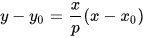 y − y₀ = x/p (x − x₀)